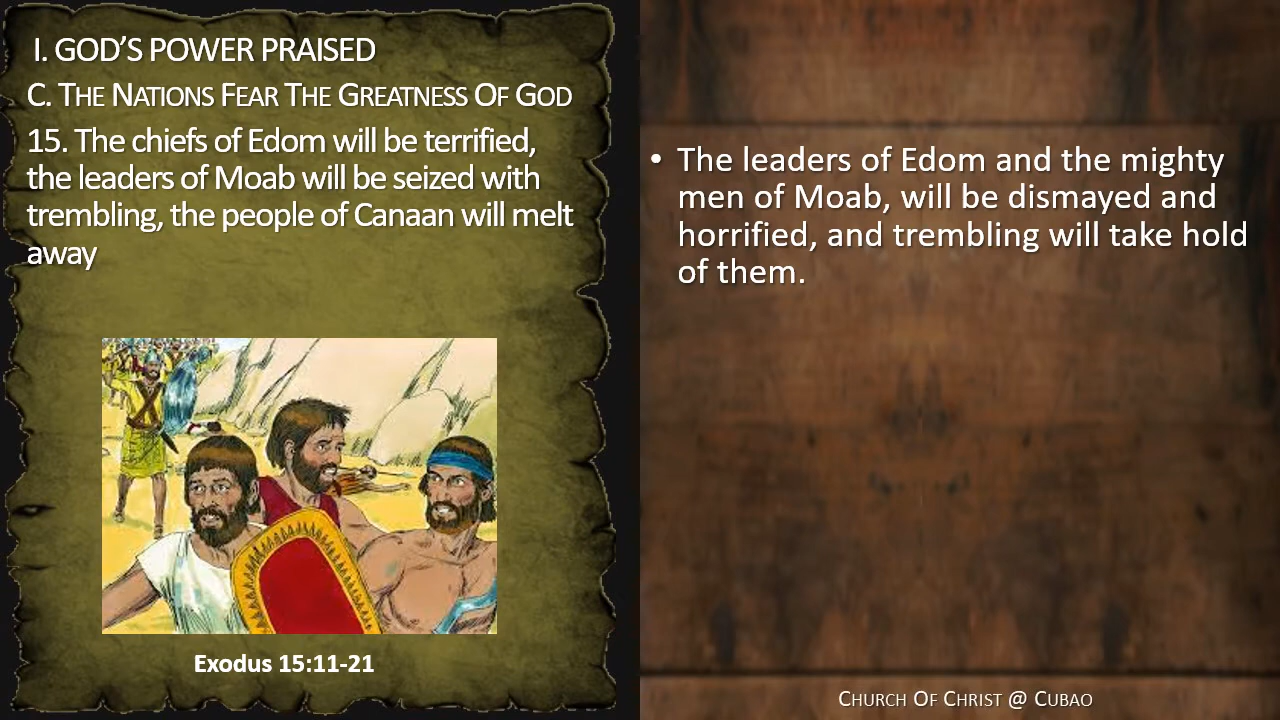 I. GOD’S POWER PRAISED
C. THE NATIONS FEAR THE GREATNESS OF GOD
15. The chiefs of Edom will be terrified,
the leaders of Moab will be seized with
trembling, the people of Canaan will melt
away
Exodus 15:11-21
• The leaders of Edom and the mighty
men of Moab, will be dismayed and
horrified, and trembling will take hold
of them.
CHURCH OF CHRIST @ CUBAO